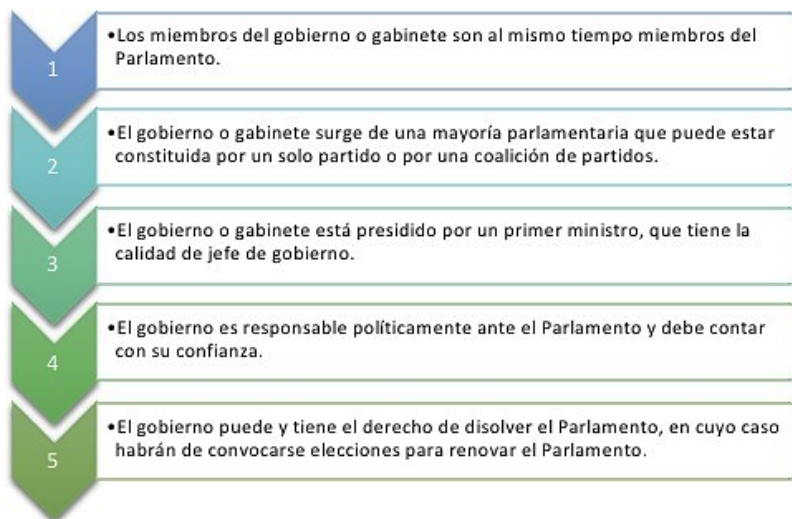 1
•Los miembros del gobierno o gabinete son al mismo tiempo miembros del
Parlamento.
2
•El gobierno o gabinete surge de una mayoría parlamentaria que puede estar
constituida por un solo partido o por una coalición de partidos.
3
•El gobierno o gabinete está presidido por un primer ministro, que tiene la
calidad de jefe de gobierno.
4
•El gobierno es responsable políticamente ante el Parlamento y debe contar
con su confianza.
5
•El gobierno puede y tiene el derecho de disolver el Parlamento, en cuyo caso
habrán de convocarse elecciones para renovar el Parlamento.